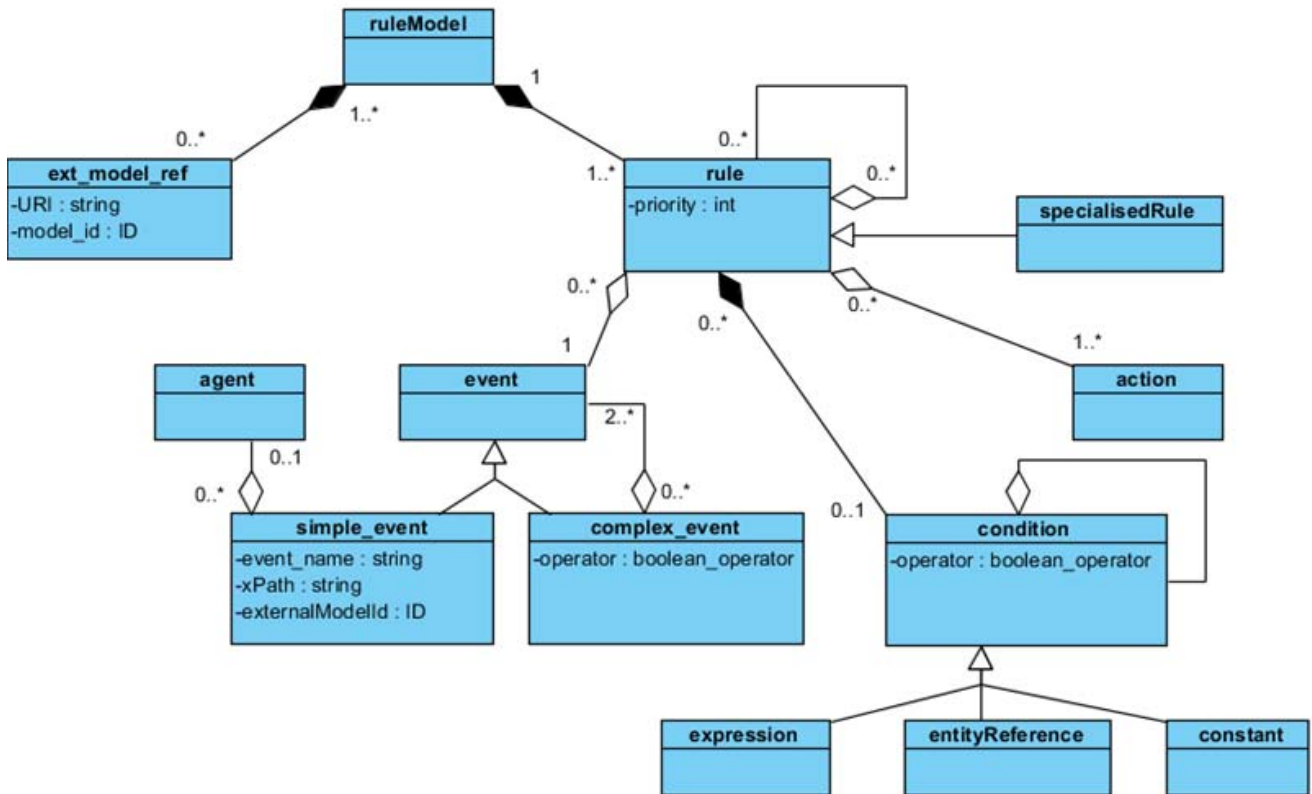 ruleModel
1
1..*
0..*
0..*
ext_model_ref
-URI : string
-model_id : ID
1..*
rule
-priority : int
0..*
specialisedRule
0..*
0..*
0..*
1
1..*
agent
event
action
2..*
0..1
0..*
0..*
0..1
simple_event
-event_name : string
-xPath : string
-externalModelId : ID
complex_event
-operator : boolean_operator
condition
-operator : boolean_operator
expression
entityReference
constant